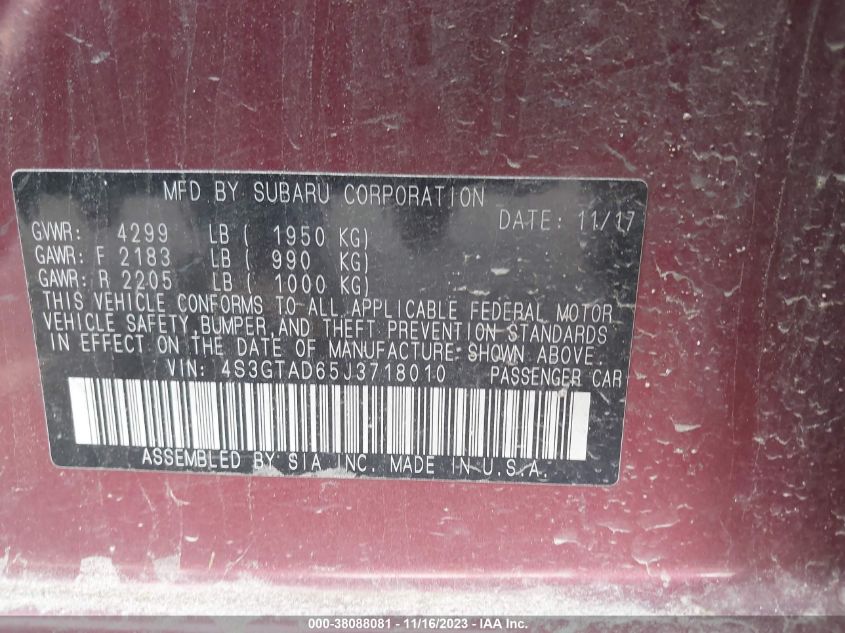 MFD BY SUBARU CORPORATION
DATE: 11/17
GVWR: 4299 LB ( 1950 KG)
GAWR: F 2183 LB ( 990 KG)
GAWR: R 2205 LB ( 1000 KG)
THIS VEHICLE CONFORMS TO ALL APPLICABLE FEDERAL MOTOR
VEHICLE SAFETY, BUMPER, AND THEFT PREVENTION STANDARDS
IN EFFECT ON THE DATE OF MANUFACTURE SHOWN ABOVE.
VIN: 4S3GTAD65J3718010 PASSENGER CAR
ASSEMBLED BY SIA INC. MADE IN U.S.A.
000-38088081 - 11/16/2023 - IAAI.com